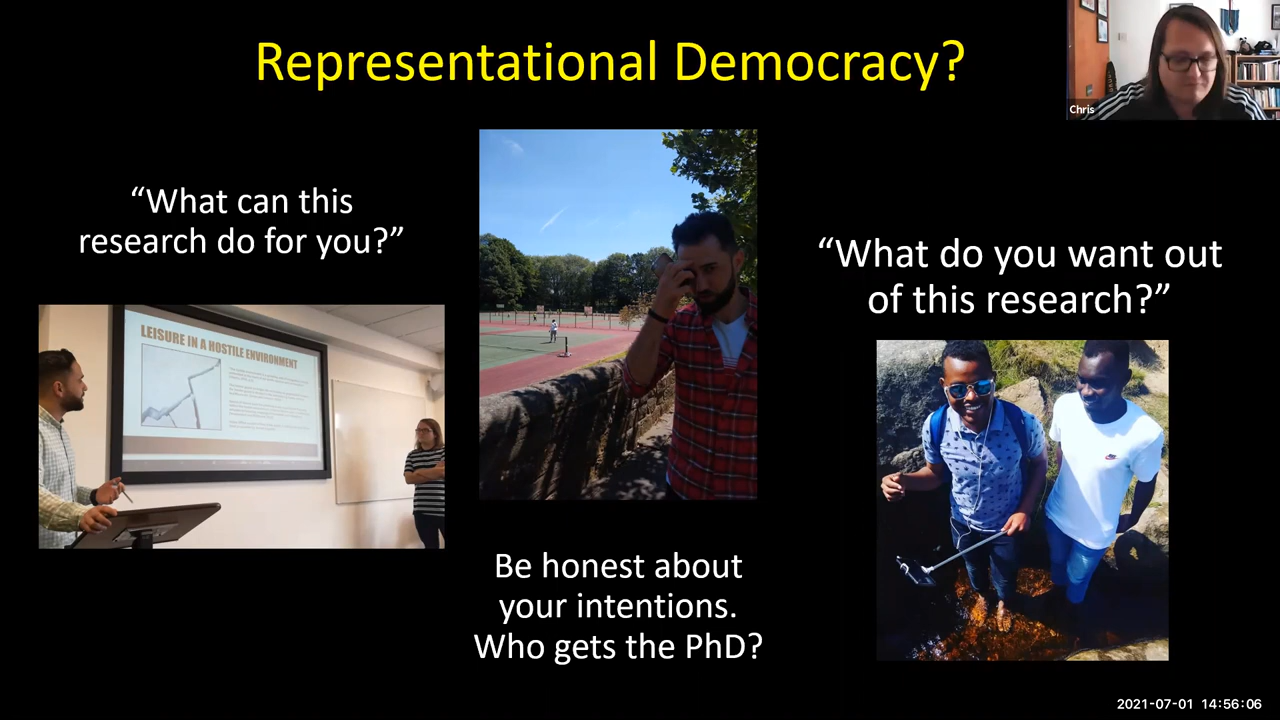 Representational Democracy?
Chris
“What can this
research do for you?”
“What do you want out
of this research?”
LEISURE IN A HOSTILE ENVIRONMENT
Be honest about
your intentions.
Who gets the PhD?
2021-07-01 14:56:06